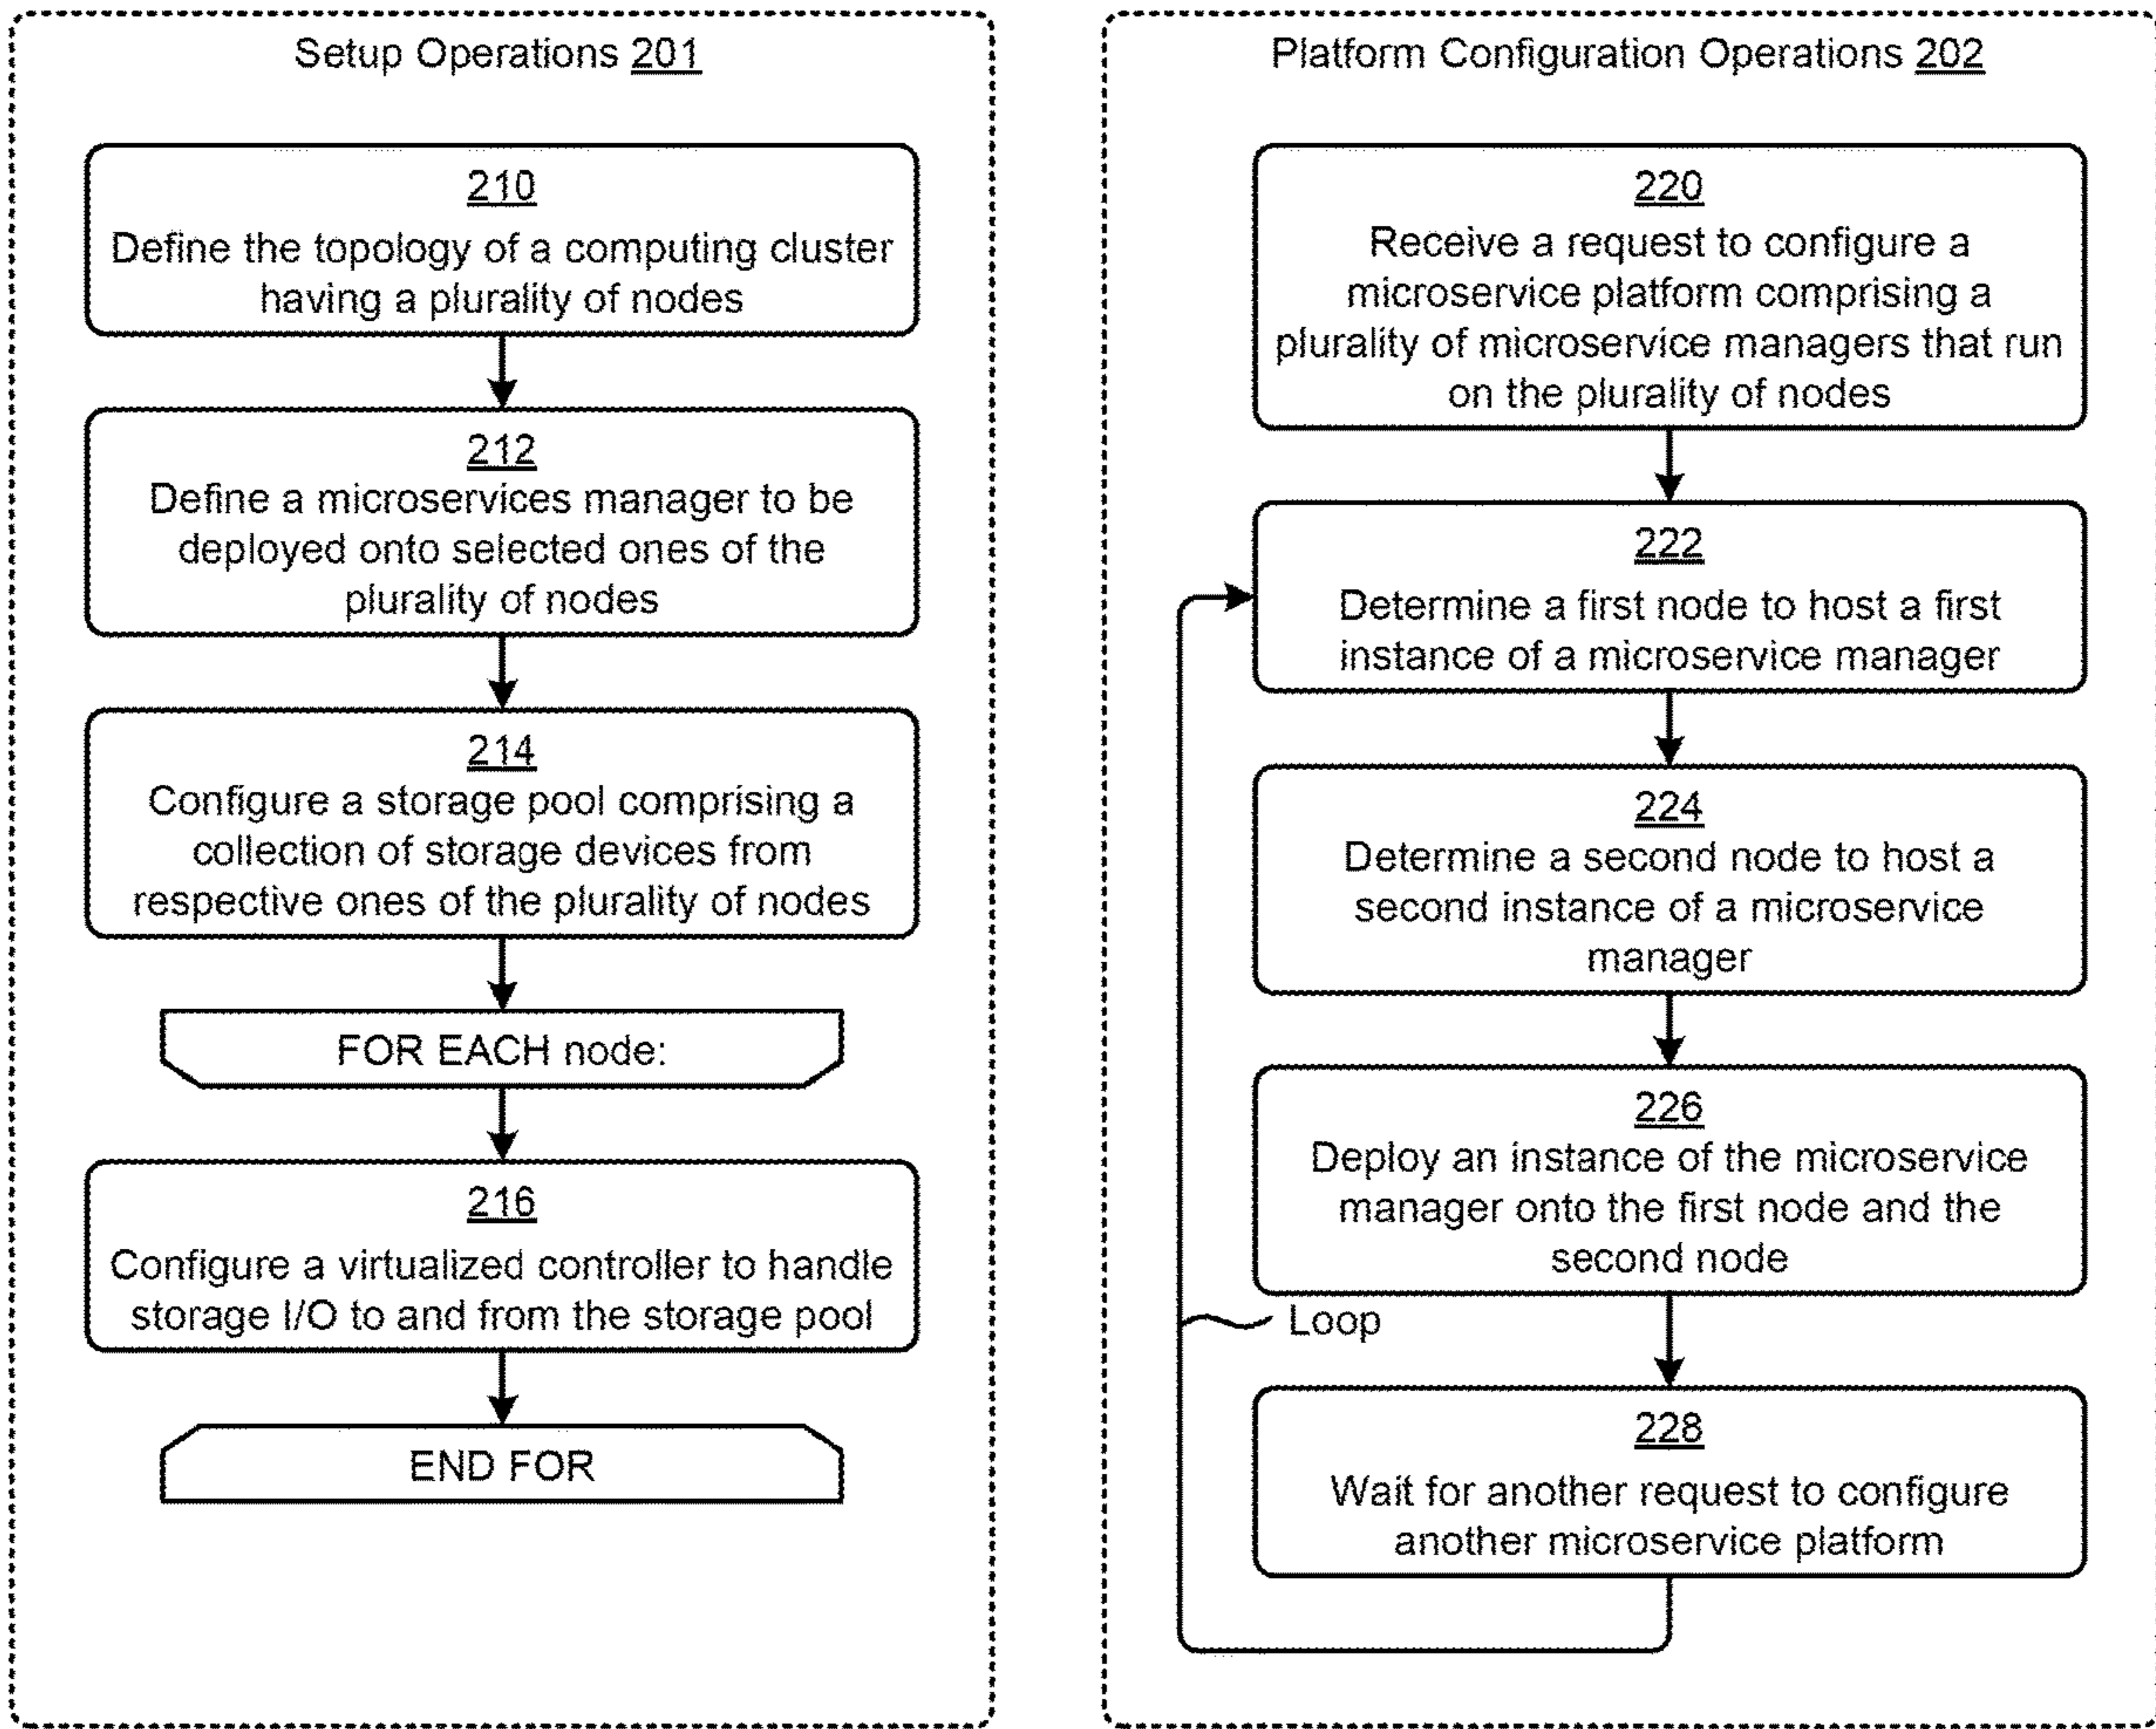 Setup Operations 201
210
Define the topology of a computing cluster
having a plurality of nodes
212
Define a microservices manager to be
deployed onto selected ones of the
plurality of nodes
214
Configure a storage pool comprising a
collection of storage devices from
respective ones of the plurality of nodes
FOR EACH node:
216
Configure a virtualized controller to handle
storage I/O to and from the storage pool
END FOR
Platform Configuration Operations 202
220
Receive a request to configure a
microservice platform comprising a
plurality of microservice managers that run
on the plurality of nodes
222
Determine a first node to host a first
instance of a microservice manager
224
Determine a second node to host a
second instance of a microservice
manager
226
Deploy an instance of the microservice
manager onto the first node and the
second node
Loop
228
Wait for another request to configure
another microservice platform